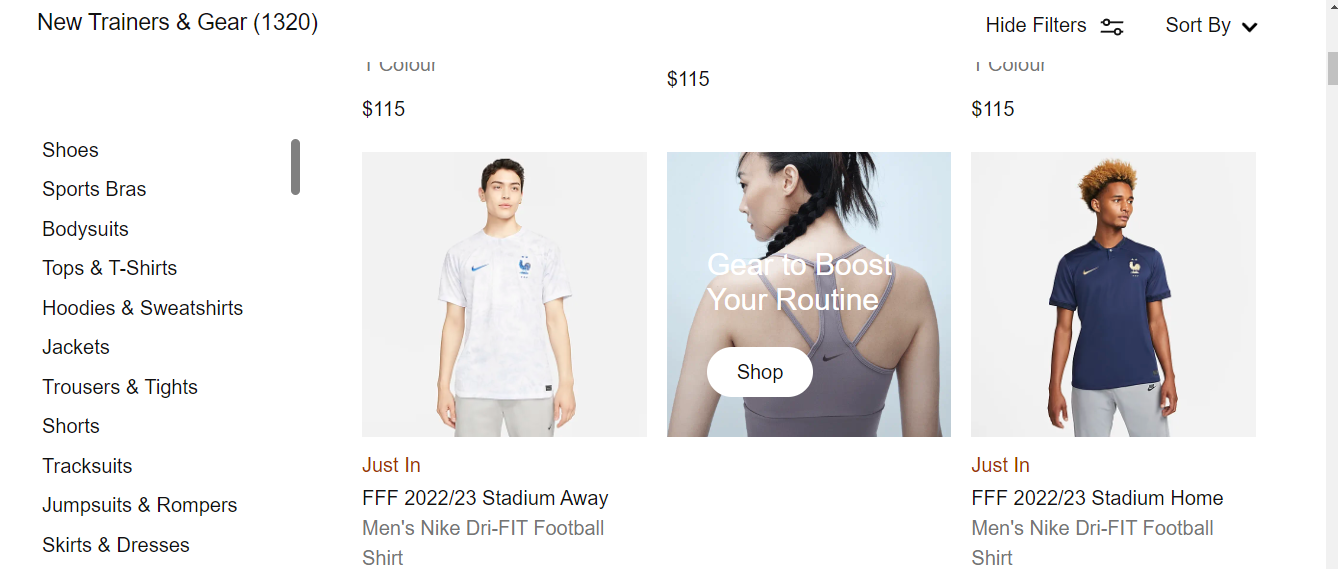 New Trainers & Gear (1320)
Hide Filters
Sort By
1 Colour
$115
$115
1 Colour
$115
Shoes
Sports Bras
Bodysuits
Tops & T-Shirts
Hoodies & Sweatshirts
Jackets
Trousers & Tights
Shorts
Tracksuits
Jumpsuits & Rompers
Skirts & Dresses
Gear to Boost
Your Routine
Shop
Just In
FFF 2022/23 Stadium Away
Men's Nike Dri-FIT Football
Shirt
Just In
FFF 2022/23 Stadium Home
Men's Nike Dri-FIT Football
Shirt